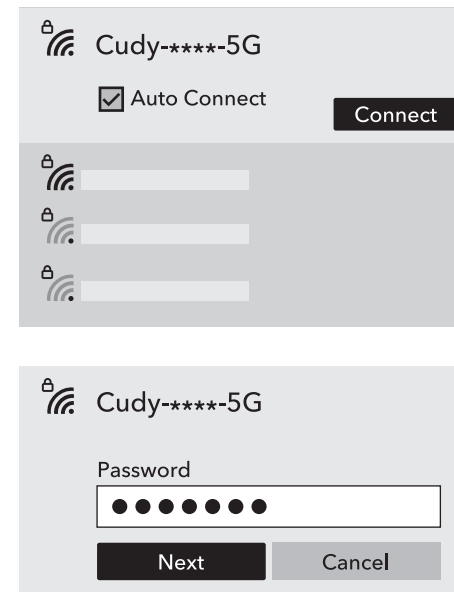 Cudy-****-5G
Auto Connect
Connect
Cudy-****-5G
Password
●●●●●●●
Next Cancel